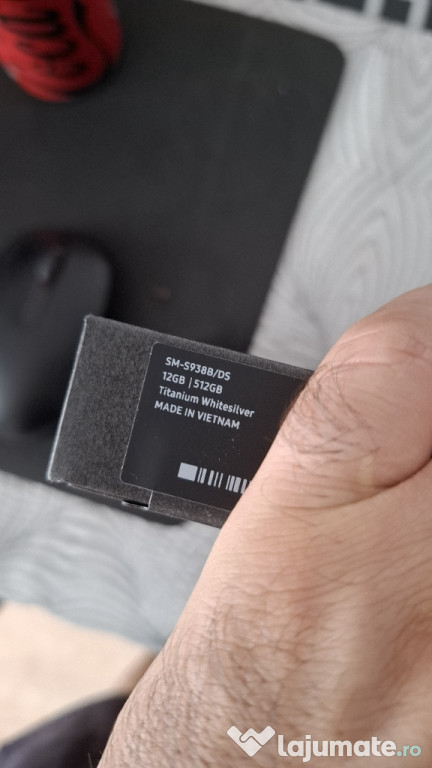 SM-S938B/DS
12GB | 512GB
Titanium Whitesilver
MADE IN VIETNAM
lajumate.ro